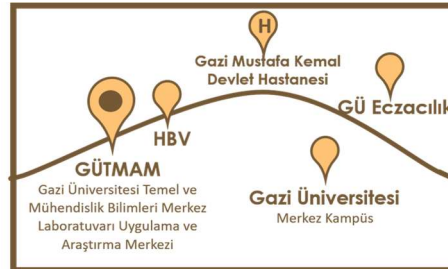 H
Gazi Mustafa Kemal
Devlet Hastanesi
GÜ Eczacılık
HBV
GÜTMAM
Gazi Üniversitesi Temel ve
Mühendislik Bilimleri Merkez
Laboratuvarı Uygulama ve
Araştırma Merkezi
Gazi Üniversitesi
Merkez Kampüs